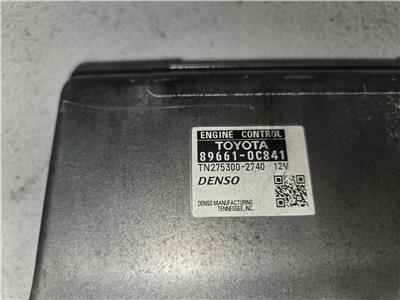 ENGINE CONTROL
TOYOTA
89661-0C841
TN275300-2740 12V
DENSO
DENSO MANUFACTURING
TENNESSEE, INC.